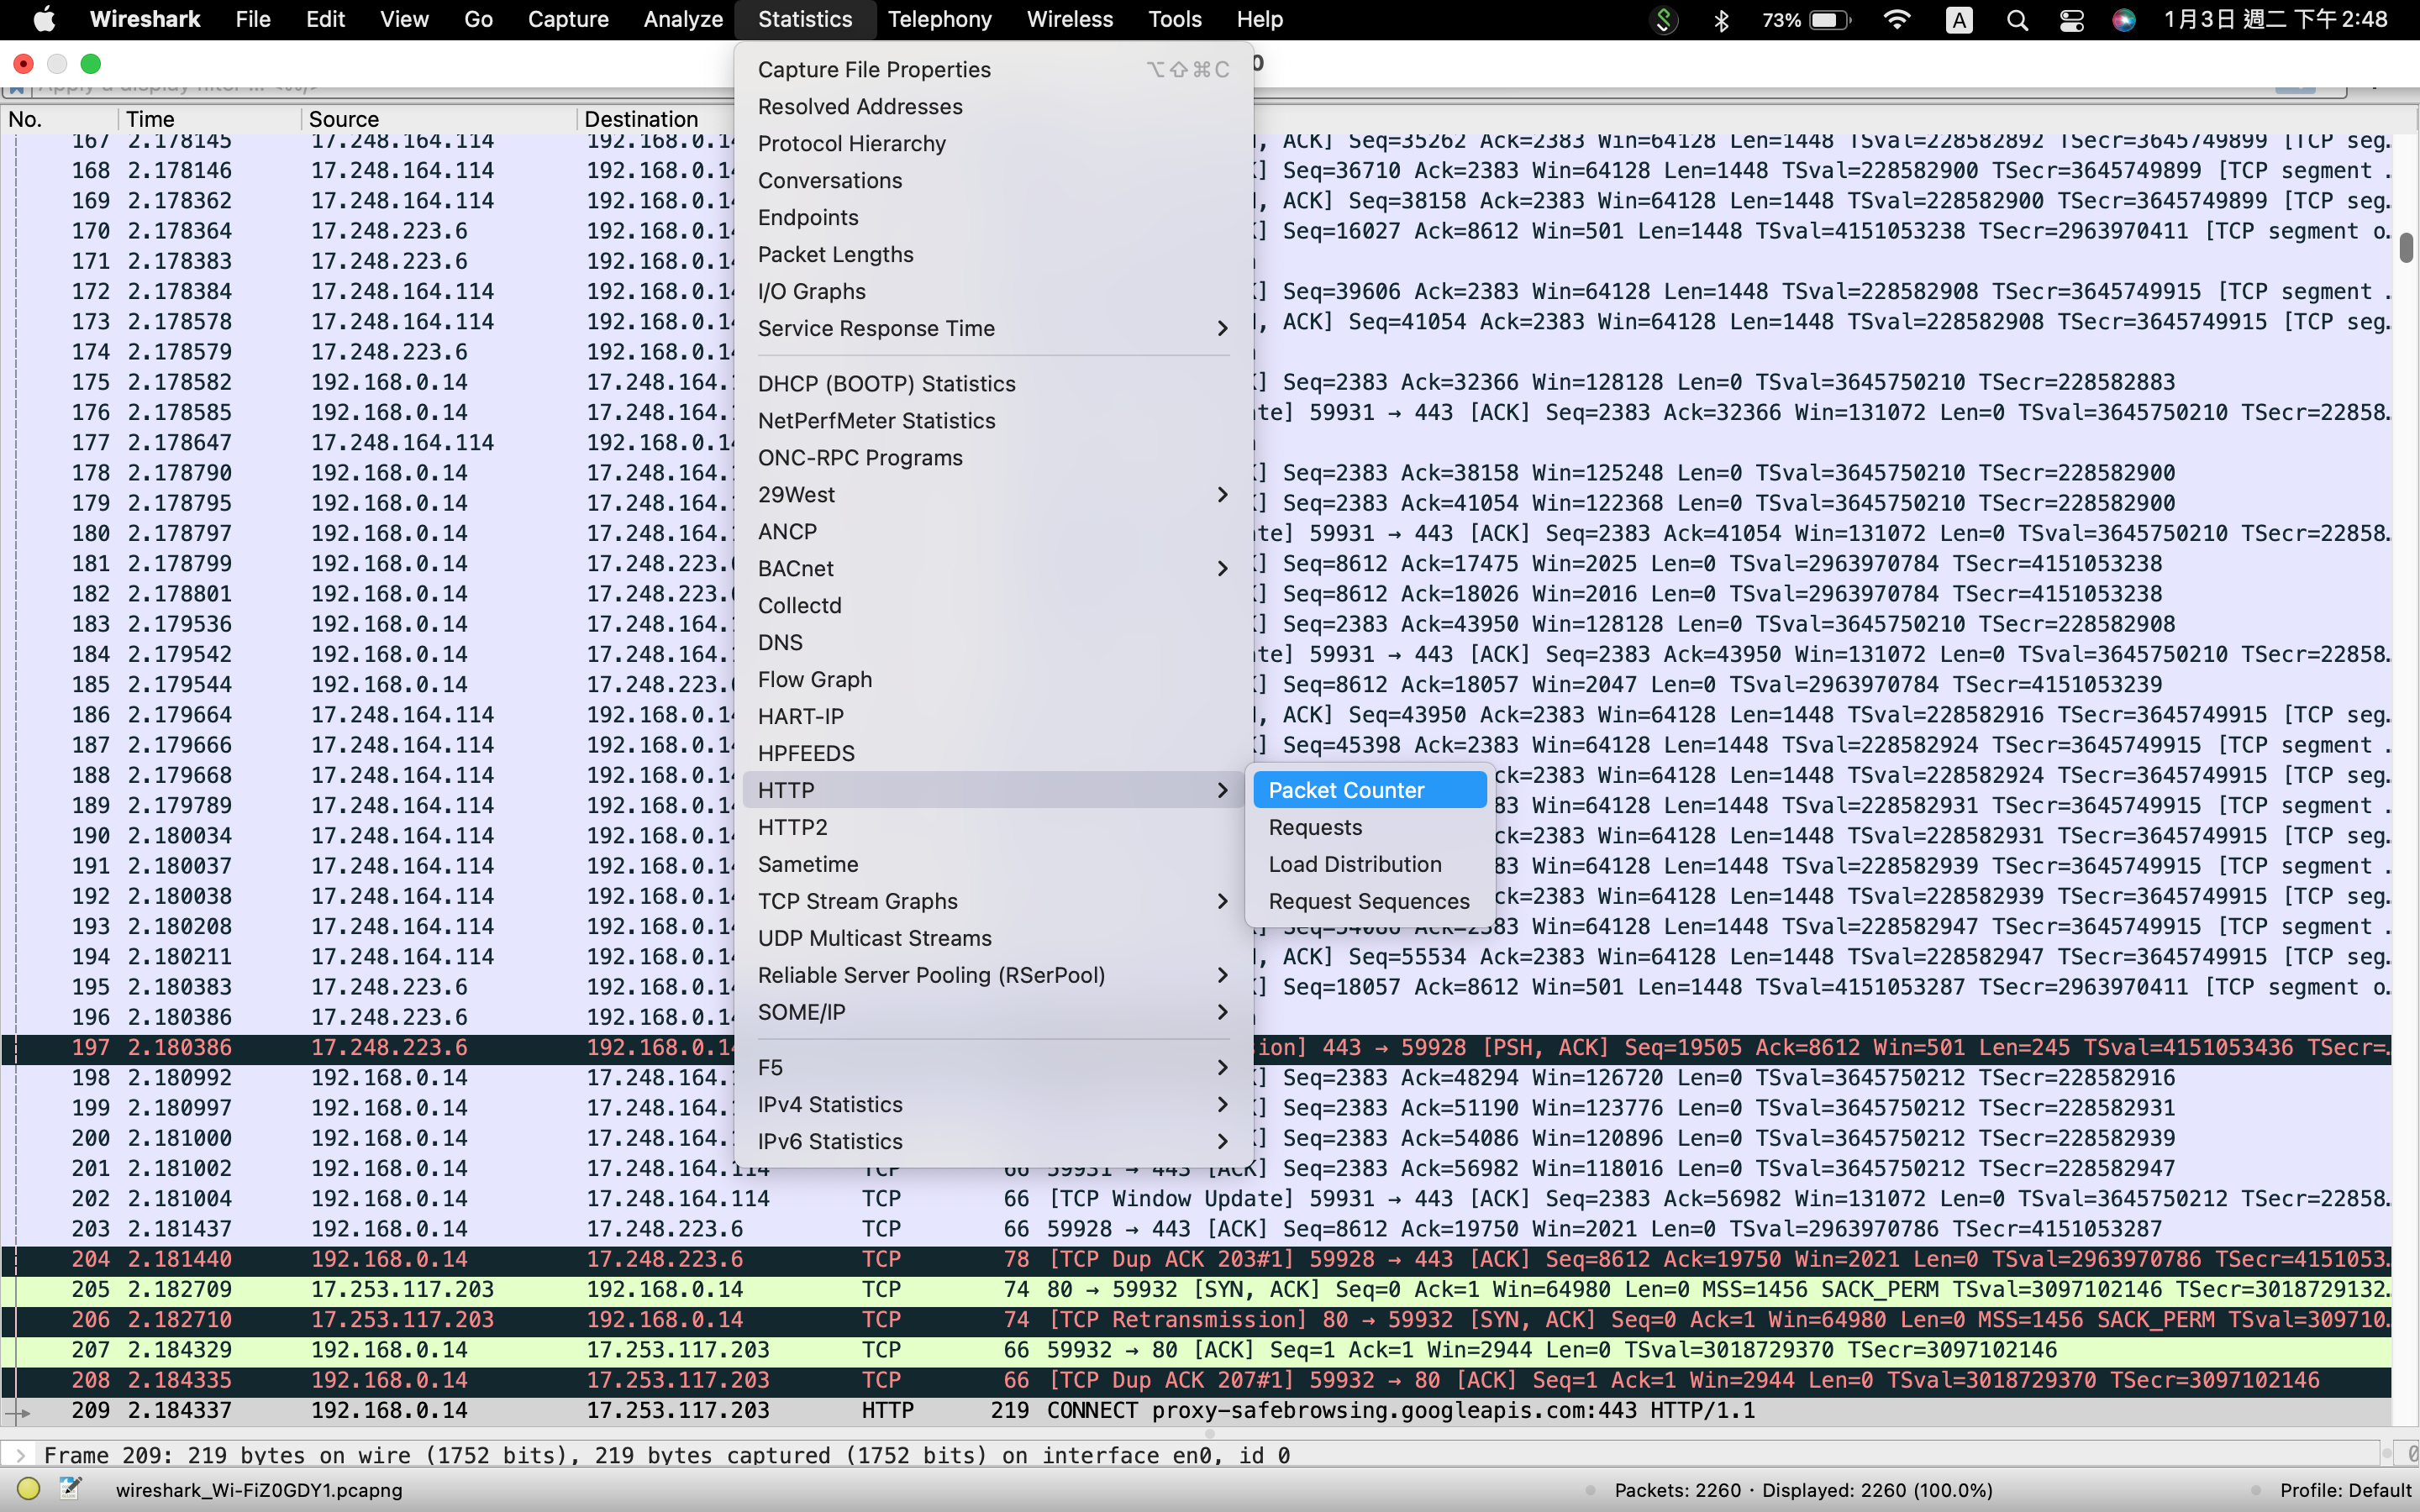 Wireshark File Edit View Go Capture Analyze Statistics Telephony Wireless Tools Help 73% A 1月3日 週二 下午 2:48
No. Time Source Destination
167 2.178145 17.248.164.114 192.168.0.14 ACK] Seq=35262 Ack=2383 Win=64128 Len=1448 TSval=228582892 TSecr=3645749899 [TCP seg…
168 2.178146 17.248.164.114 192.168.0.14 ] Seq=36710 Ack=2383 Win=64128 Len=1448 TSval=228582900 TSecr=3645749899 [TCP segment …
169 2.178362 17.248.164.114 192.168.0.14 , ACK] Seq=38158 Ack=2383 Win=64128 Len=1448 TSval=228582900 TSecr=3645749899 [TCP seg…
170 2.178364 17.248.223.6 192.168.0.14 ] Seq=16027 Ack=8612 Win=501 Len=1448 TSval=4151053238 TSecr=2963970411 [TCP segment o…
171 2.178383 17.248.223.6 192.168.0.14
172 2.178384 17.248.164.114 192.168.0.14 ] Seq=39606 Ack=2383 Win=64128 Len=1448 TSval=228582908 TSecr=3645749915 [TCP segment …
173 2.178578 17.248.164.114 192.168.0.14 , ACK] Seq=41054 Ack=2383 Win=64128 Len=1448 TSval=228582908 TSecr=3645749915 [TCP seg…
174 2.178579 17.248.223.6 192.168.0.14
175 2.178582 192.168.0.14 17.248.164. ] Seq=2383 Ack=32366 Win=128128 Len=0 TSval=3645750210 TSecr=228582883
176 2.178585 192.168.0.14 17.248.164. te] 59931 → 443 [ACK] Seq=2383 Ack=32366 Win=131072 Len=0 TSval=3645750210 TSecr=22858…
177 2.178647 17.248.164.114 192.168.0.14
178 2.178790 192.168.0.14 17.248.164. ] Seq=2383 Ack=38158 Win=125248 Len=0 TSval=3645750210 TSecr=228582900
179 2.178795 192.168.0.14 17.248.164. ] Seq=2383 Ack=41054 Win=122368 Len=0 TSval=3645750210 TSecr=228582900
180 2.178797 192.168.0.14 17.248.164. te] 59931 → 443 [ACK] Seq=2383 Ack=41054 Win=131072 Len=0 TSval=3645750210 TSecr=22858…
181 2.178799 192.168.0.14 17.248.223. ] Seq=8612 Ack=17475 Win=2025 Len=0 TSval=2963970784 TSecr=4151053238
182 2.178801 192.168.0.14 17.248.223. ] Seq=8612 Ack=18026 Win=2016 Len=0 TSval=2963970784 TSecr=4151053238
183 2.179536 192.168.0.14 17.248.164. ] Seq=2383 Ack=43950 Win=128128 Len=0 TSval=3645750210 TSecr=228582908
184 2.179542 192.168.0.14 17.248.164. te] 59931 → 443 [ACK] Seq=2383 Ack=43950 Win=131072 Len=0 TSval=3645750210 TSecr=22858…
185 2.179544 192.168.0.14 17.248.223. ] Seq=8612 Ack=18057 Win=2047 Len=0 TSval=2963970784 TSecr=4151053239
186 2.179664 17.248.164.114 192.168.0.14 , ACK] Seq=43950 Ack=2383 Win=64128 Len=1448 TSval=228582916 TSecr=3645749915 [TCP seg…
187 2.179666 17.248.164.114 192.168.0.14 ] Seq=45398 Ack=2383 Win=64128 Len=1448 TSval=228582924 TSecr=3645749915 [TCP segment …
188 2.179668 17.248.164.114 192.168.0.14 ck=2383 Win=64128 Len=1448 TSval=228582924 TSecr=3645749915 [TCP seg…
189 2.179789 17.248.164.114 192.168.0.14 83 Win=64128 Len=1448 TSval=228582931 TSecr=3645749915 [TCP segment …
190 2.180034 17.248.164.114 192.168.0.14 ck=2383 Win=64128 Len=1448 TSval=228582931 TSecr=3645749915 [TCP seg…
191 2.180037 17.248.164.114 192.168.0.14 83 Win=64128 Len=1448 TSval=228582939 TSecr=3645749915 [TCP segment …
192 2.180038 17.248.164.114 192.168.0.14 ck=2383 Win=64128 Len=1448 TSval=228582939 TSecr=3645749915 [TCP seg…
193 2.180208 17.248.164.114 192.168.0.14 ] Seq=54086 Ack=2383 Win=64128 Len=1448 TSval=228582947 TSecr=3645749915 [TCP segment …
194 2.180211 17.248.164.114 192.168.0.14 , ACK] Seq=55534 Ack=2383 Win=64128 Len=1448 TSval=228582947 TSecr=3645749915 [TCP seg…
195 2.180383 17.248.223.6 192.168.0.14 ] Seq=18057 Ack=8612 Win=501 Len=1448 TSval=4151053287 TSecr=2963970411 [TCP segment o…
196 2.180386 17.248.223.6 192.168.0.14
197 2.180386 17.248.223.6 192.168.0.14 sion] 443 → 59928 [PSH, ACK] Seq=19505 Ack=8612 Win=501 Len=245 TSval=4151053436 TSecr=…
198 2.180992 192.168.0.14 17.248.164. ] Seq=2383 Ack=48294 Win=126720 Len=0 TSval=3645750212 TSecr=228582916
199 2.180997 192.168.0.14 17.248.164. ] Seq=2383 Ack=51190 Win=123776 Len=0 TSval=3645750212 TSecr=228582931
200 2.181000 192.168.0.14 17.248.164. ] Seq=2383 Ack=54086 Win=120896 Len=0 TSval=3645750212 TSecr=228582939
201 2.181002 192.168.0.14 17.248.164.114 TCP 66 59931 → 443 [ACK] Seq=2383 Ack=56982 Win=118016 Len=0 TSval=3645750212 TSecr=228582947
202 2.181004 192.168.0.14 17.248.164.114 TCP 66 [TCP Window Update] 59931 → 443 [ACK] Seq=2383 Ack=56982 Win=131072 Len=0 TSval=3645750212 TSecr=22858…
203 2.181437 192.168.0.14 17.248.223.6 TCP 66 59928 → 443 [ACK] Seq=8612 Ack=19750 Win=2021 Len=0 TSval=2963970786 TSecr=4151053287
204 2.181440 192.168.0.14 17.248.223.6 TCP 78 [TCP Dup ACK 203#1] 59928 → 443 [ACK] Seq=8612 Ack=19750 Win=2021 Len=0 TSval=2963970786 TSecr=4151053…
205 2.182709 17.253.117.203 192.168.0.14 TCP 74 80 → 59932 [SYN, ACK] Seq=0 Ack=1 Win=64980 Len=0 MSS=1456 SACK_PERM TSval=3097102146 TSecr=3018729132…
206 2.182710 17.253.117.203 192.168.0.14 TCP 74 [TCP Retransmission] 80 → 59932 [SYN, ACK] Seq=0 Ack=1 Win=64980 Len=0 MSS=1456 SACK_PERM TSval=309710…
207 2.184329 192.168.0.14 17.253.117.203 TCP 66 59932 → 80 [ACK] Seq=1 Ack=1 Win=2944 Len=0 TSval=3018729370 TSecr=3097102146
208 2.184335 192.168.0.14 17.253.117.203 TCP 66 [TCP Dup ACK 207#1] 59932 → 80 [ACK] Seq=1 Ack=1 Win=2944 Len=0 TSval=3018729370 TSecr=3097102146
209 2.184337 192.168.0.14 17.253.117.203 HTTP 219 CONNECT proxy-safebrowsing.googleapis.com:443 HTTP/1.1
Capture File Properties ⌥⇧⌘C
Resolved Addresses
Protocol Hierarchy
Conversations
Endpoints
Packet Lengths
I/O Graphs
Service Response Time
DHCP (BOOTP) Statistics
NetPerfMeter Statistics
ONC-RPC Programs
29West
ANCP
BACnet
Collectd
DNS
Flow Graph
HART-IP
HPFEEDS
HTTP
HTTP2
Sametime
TCP Stream Graphs
UDP Multicast Streams
Reliable Server Pooling (RSerPool)
SOME/IP
F5
IPv4 Statistics
IPv6 Statistics
Packet Counter
Requests
Load Distribution
Request Sequences
Frame 209: 219 bytes on wire (1752 bits), 219 bytes captured (1752 bits) on interface en0, id 0
wireshark_Wi-FiZ0GDY1.pcapng Packets: 2260 · Displayed: 2260 (100.0%) Profile: Default